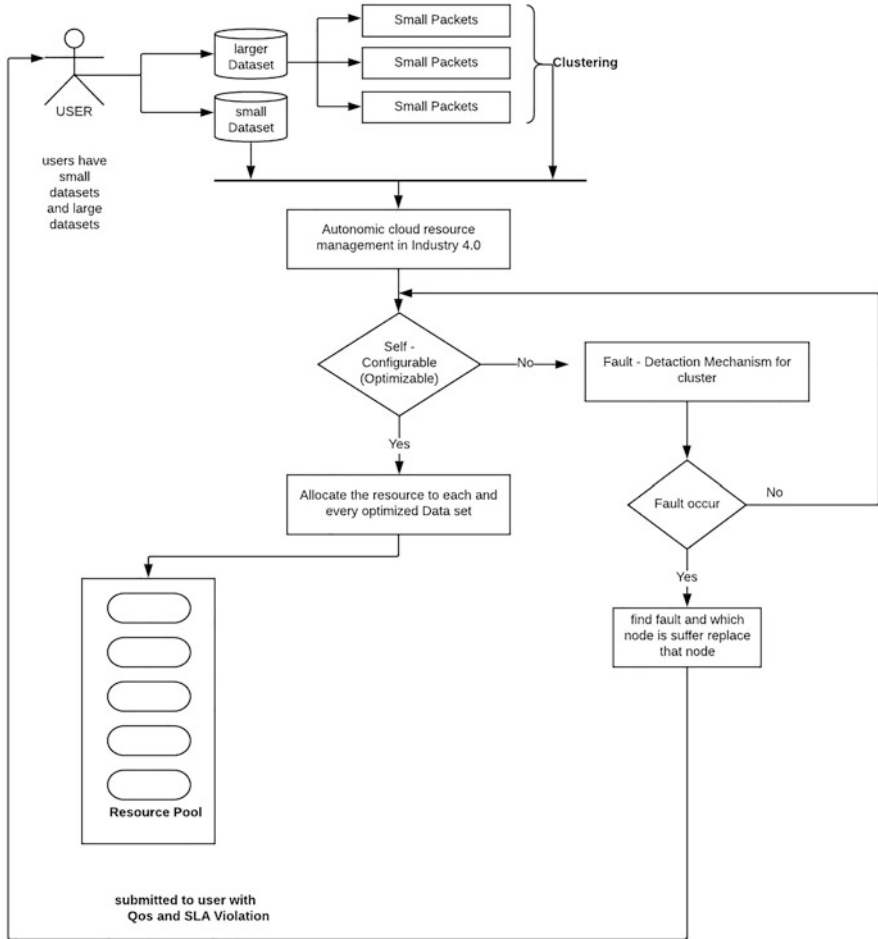 larger
Dataset
Small Packets
Small Packets
Small Packets
Clustering
USER
small
Dataset
users have
small
datasets
and large
datasets
Autonomic cloud resource
management in Industry 4.0
Self -
Configurable
(Optimizable)
No
Fault - Detaction Mechanism for
cluster
Yes
Allocate the resource to each and
every optimized Data set
Fault occur
No
Yes
find fault and which
node is suffer replace
that node
Resource Pool
submitted to user with
Qos and SLA Violation